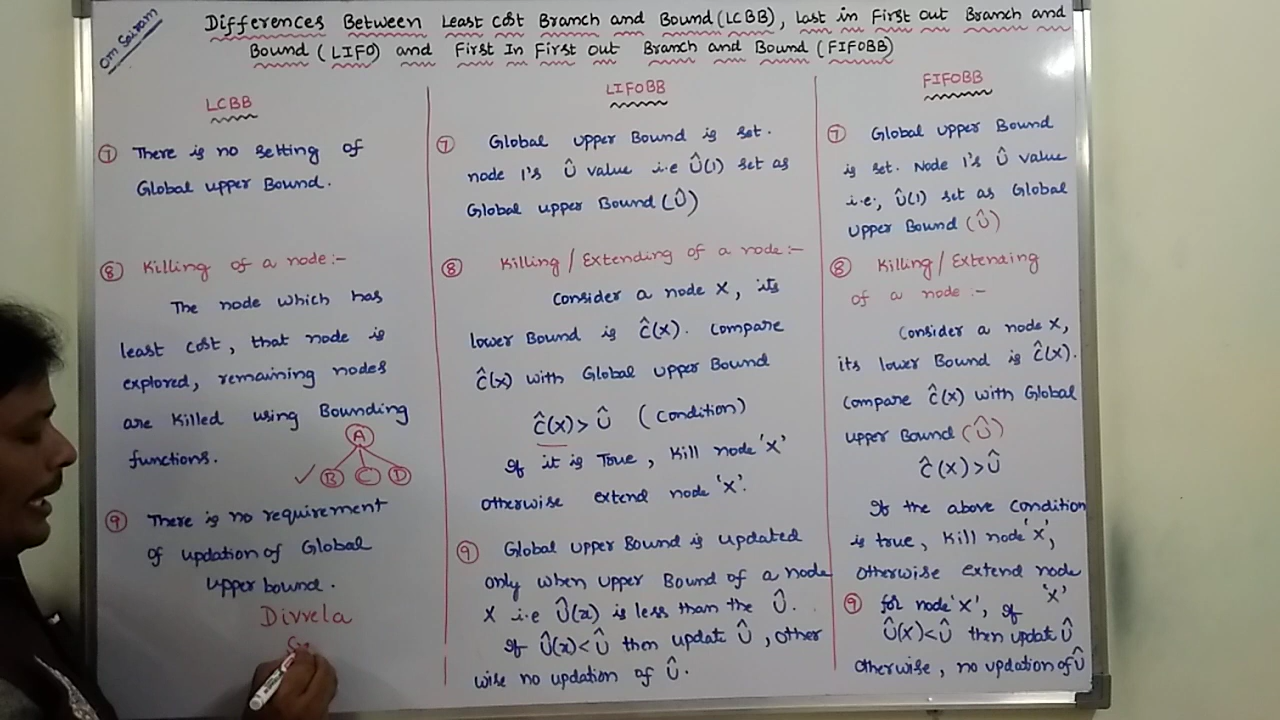 Om Sairam
Differences Between Least cost Branch and Bound (LCBB), Last in First out Branch and
Bound (LIFO) and First In First out Branch and Bound (FIFOBB)
LCBB
⑦ There is no setting of
Global upper Bound.
⑧ Killing of a node:-
The node which has
least cost, that node is
explored, remaining nodes
are killed using Bounding
functions.
A
✓ B C D
⑨ There is no requirement
of updation of Global
upper bound.
Divvela
LIFOBB
⑦ Global upper Bound is set.
node 1's Û value i.e Û(1) set as
Global upper Bound (Û)
⑧ Killing / Extending of a node:-
Consider a node X, its
lower Bound is Ĉ(X). Compare
Ĉ(X) with Global upper Bound
Ĉ(X) > Û (Condition)
If it is True, Kill node 'X'
otherwise extend node 'X'.
⑨ Global upper Bound is updated
only when upper Bound of a node
X i.e Û(x) is less than the Û.
If Û(x) < Û then update Û, other
wise no updation of Û.
FIFOBB
⑦ Global upper Bound
is set. Node 1's Û value
i.e., Û(1) set as Global
upper Bound (Û)
⑧ Killing / Extending
of a node:-
Consider a node X,
its lower Bound is Ĉ(X).
Compare Ĉ(X) with Global
upper Bound (Û)
Ĉ(X) > Û
If the above condition
is true, Kill node 'X',
otherwise extend node
'X'
⑨ for node 'X', if
Û(X) < Û then update Û
otherwise, no updation of Û